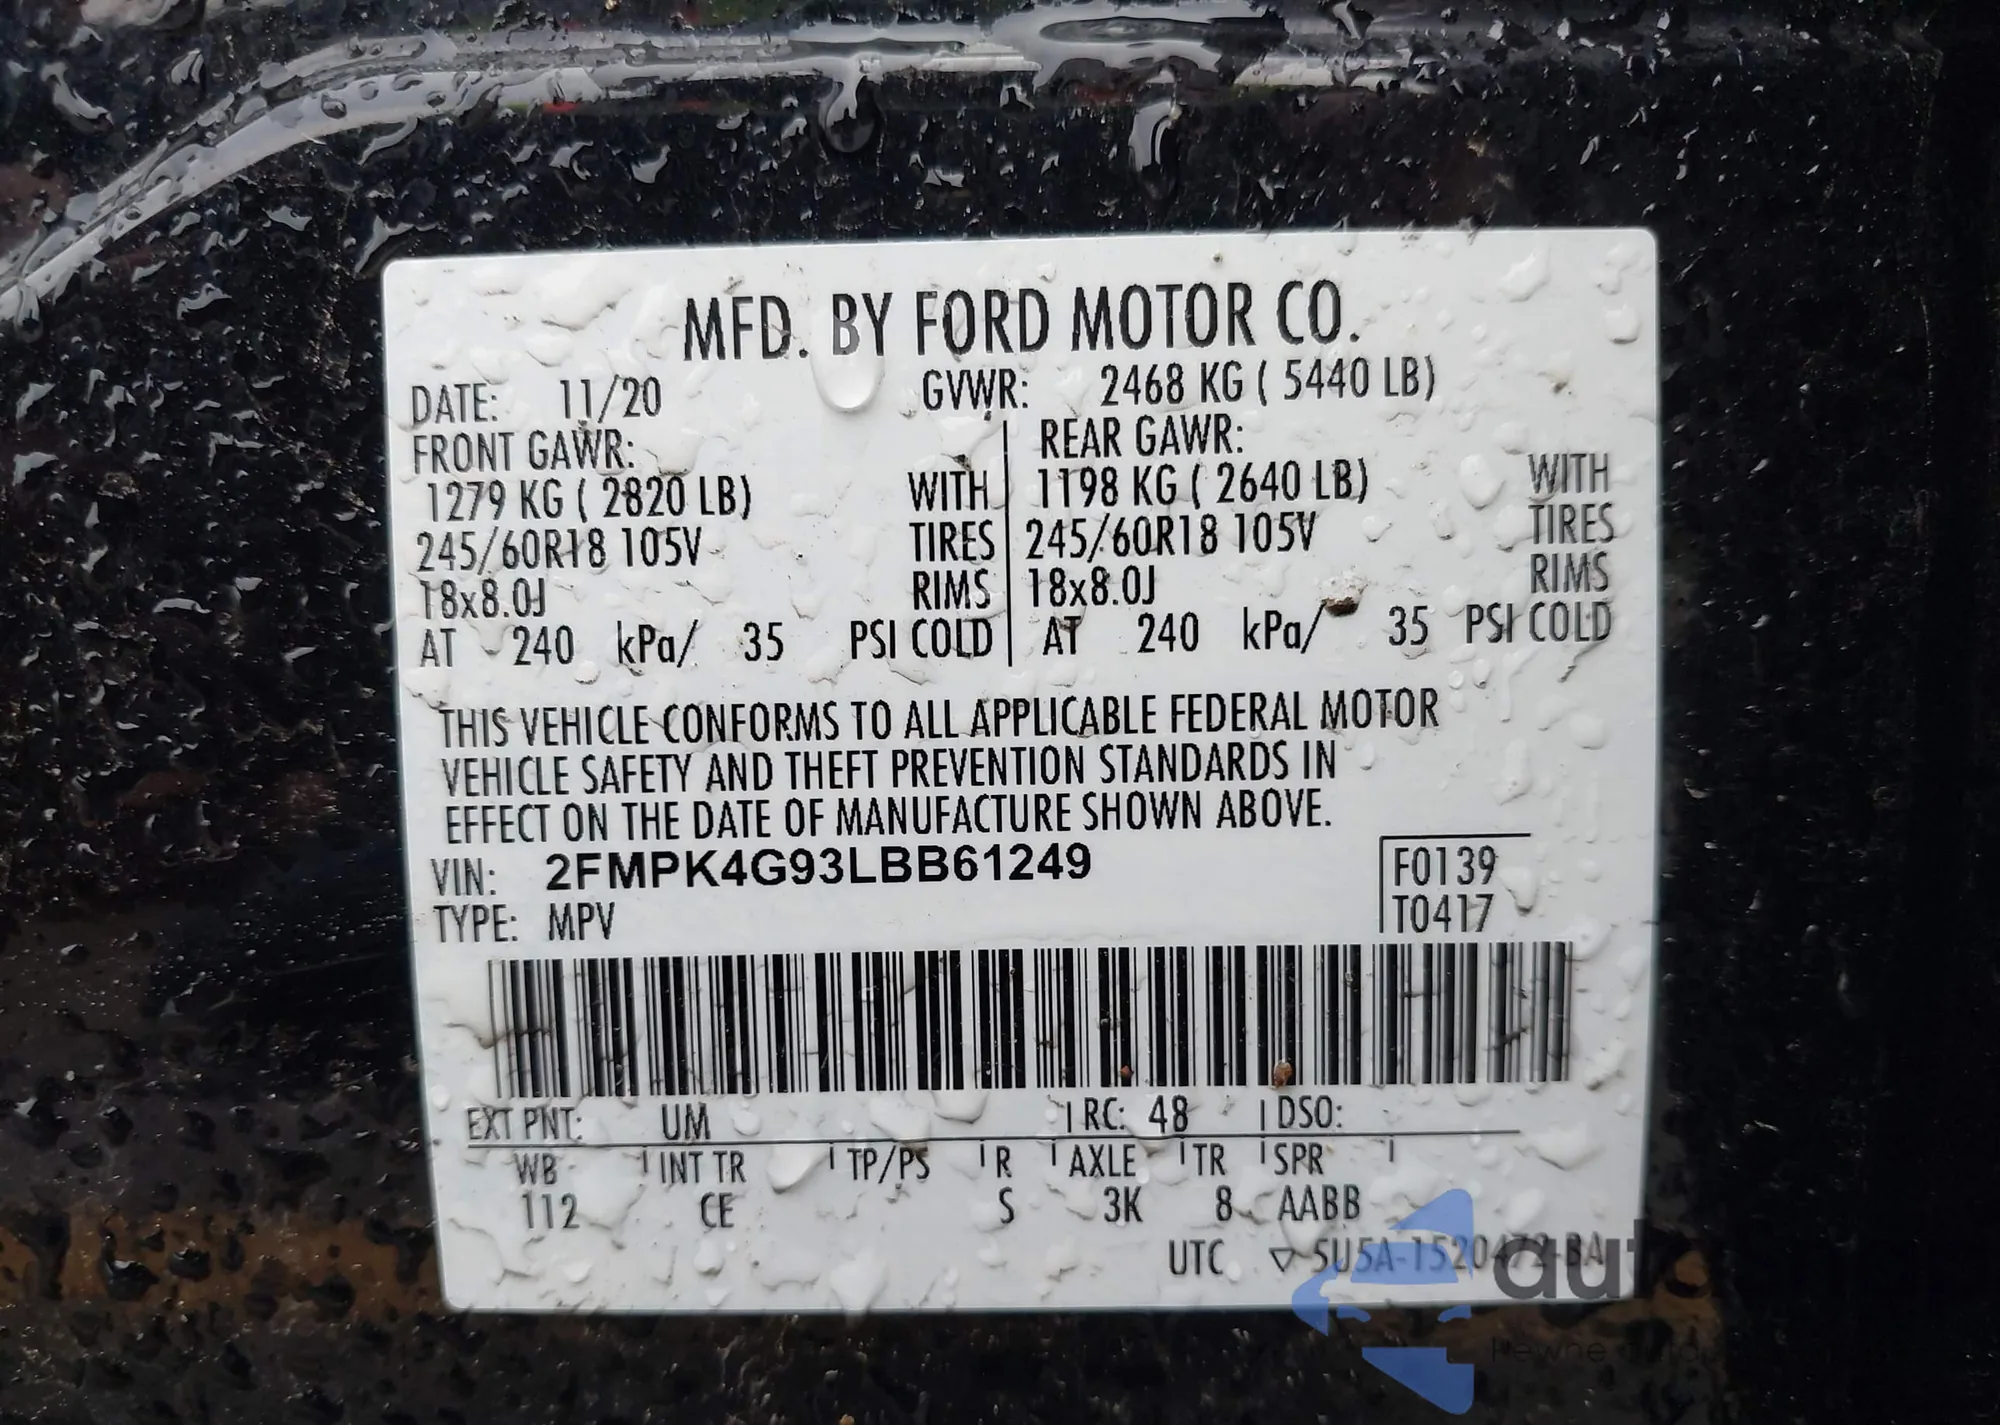 MFD. BY FORD MOTOR CO.
DATE: 11/20 GVWR: 2468 KG ( 5440 LB)
FRONT GAWR: REAR GAWR:
1279 KG ( 2820 LB) WITH 1198 KG ( 2640 LB) WITH
245/60R18 105V TIRES 245/60R18 105V TIRES
18x8.0J RIMS 18x8.0J RIMS
AT 240 kPa/ 35 PSI COLD AT 240 kPa/ 35 PSI COLD
THIS VEHICLE CONFORMS TO ALL APPLICABLE FEDERAL MOTOR
VEHICLE SAFETY AND THEFT PREVENTION STANDARDS IN
EFFECT ON THE DATE OF MANUFACTURE SHOWN ABOVE.
VIN: 2FMPK4G93LBB61249 F0139
TYPE: MPV T0417
EXT PNT: UM RC: 48 DSO:
WB INT TR TP/PS R AXLE TR SPR
112 CE S 3K 8 AABB
UTC ▽ 5U5A-1520472-BA